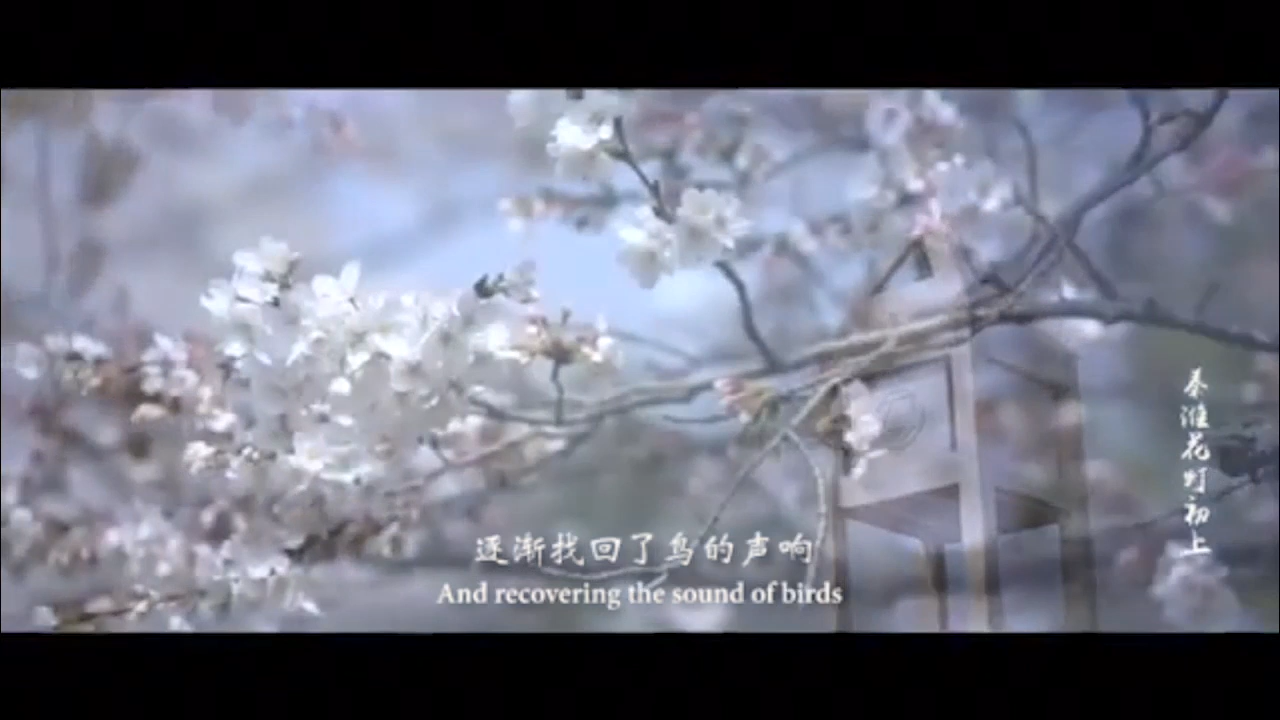 秦淮花灯初上
逐渐找回了鸟的声响
And recovering the sound of birds